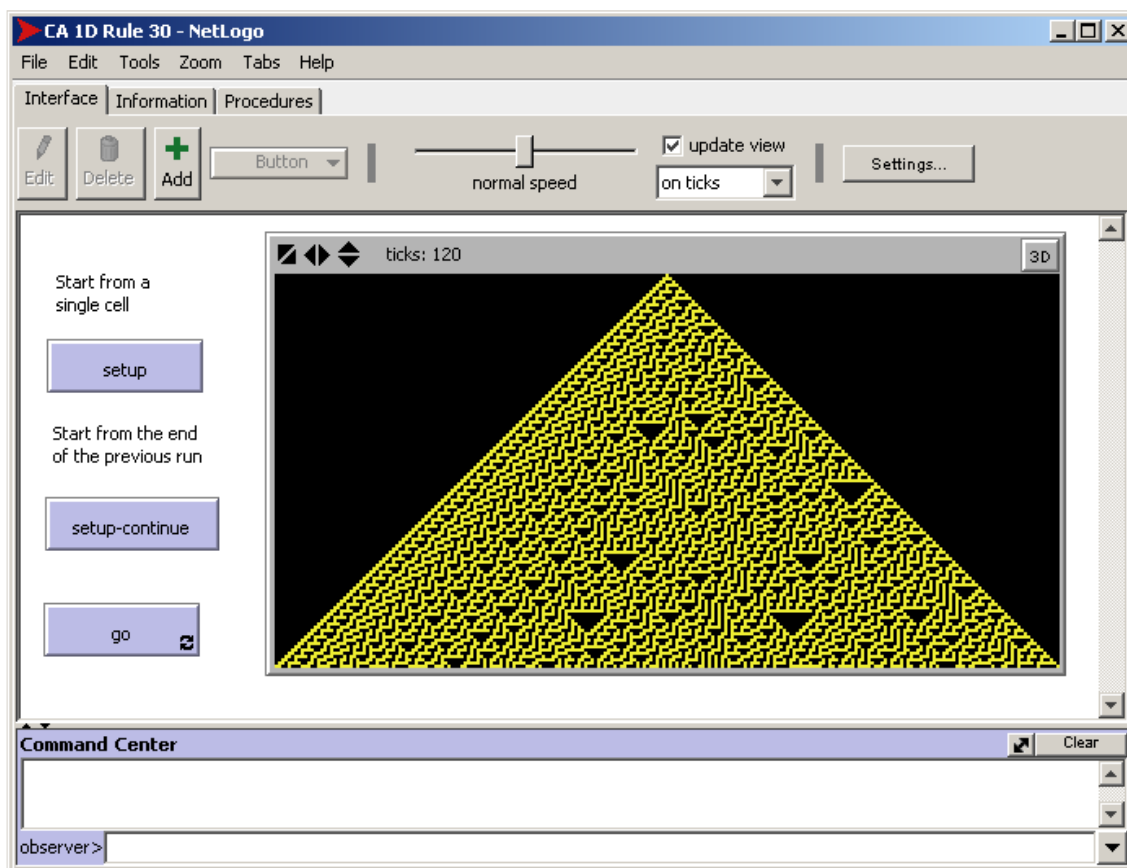 CA 1D Rule 30 - NetLogo
File Edit Tools Zoom Tabs Help
Interface Information Procedures
Edit Delete Add Button normal speed update view on ticks Settings...
ticks: 120 3D
Start from a
single cell
setup
Start from the end
of the previous run
setup-continue
go
Command Center Clear
observer>